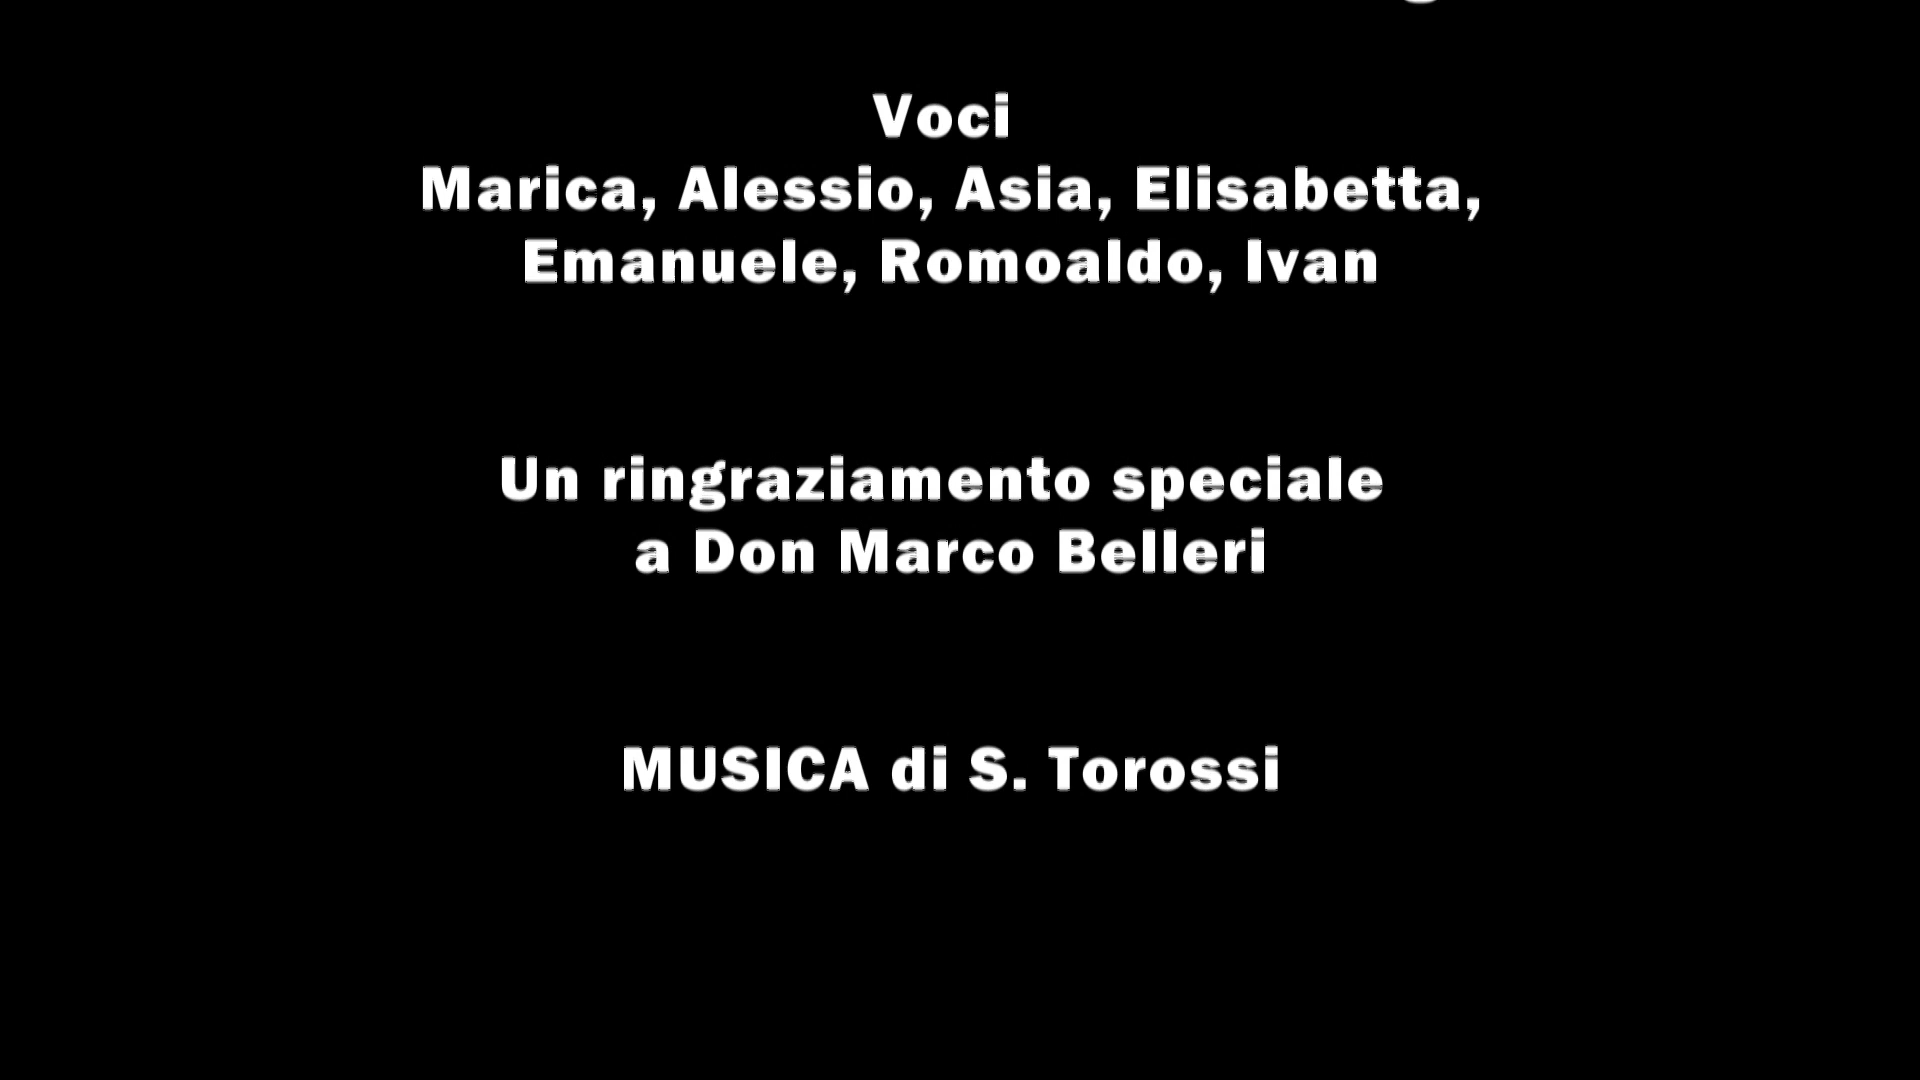 Voci
Marica, Alessio, Asia, Elisabetta,
Emanuele, Romoaldo, Ivan
Un ringraziamento speciale
a Don Marco Belleri
MUSICA di S. Torossi